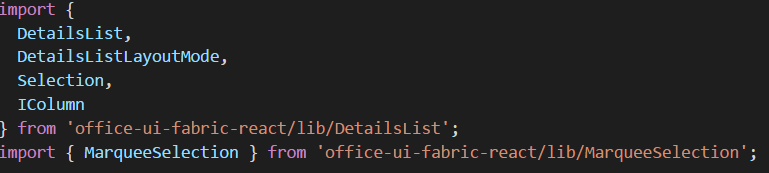 import {
  DetailsList,
  DetailsListLayoutMode,
  Selection,
  IColumn
} from 'office-ui-fabric-react/lib/DetailsList';
import { MarqueeSelection } from 'office-ui-fabric-react/lib/MarqueeSelection';